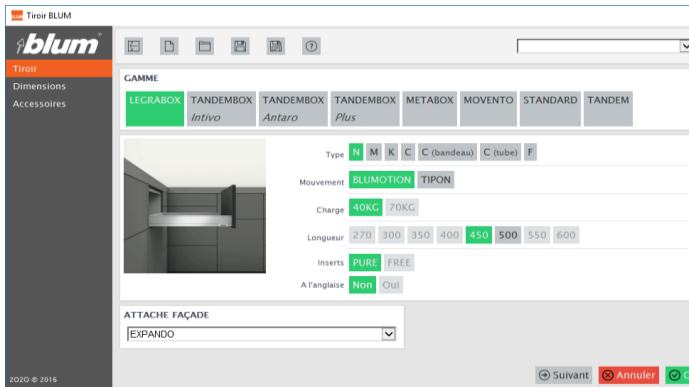 Tiroir BLUM
blum
Tiroir
Dimensions
Accessoires
GAMME
LEGRABOX
TANDEMBOX
Intivo
TANDEMBOX
Antaro
TANDEMBOX
Plus
METABOX
MOVENTO
STANDARD
TANDEM
Type N M K C C (bandeau) C (tube) F
Mouvement BLUMOTION TIPON
Charge 40KG 70KG
Longueur 270 300 350 400 450 500 550 600
Inserts PURE FREE
A l'anglaise Non Oui
ATTACHE FAÇADE
EXPANDO
2020 © 2016
Suivant Annuler